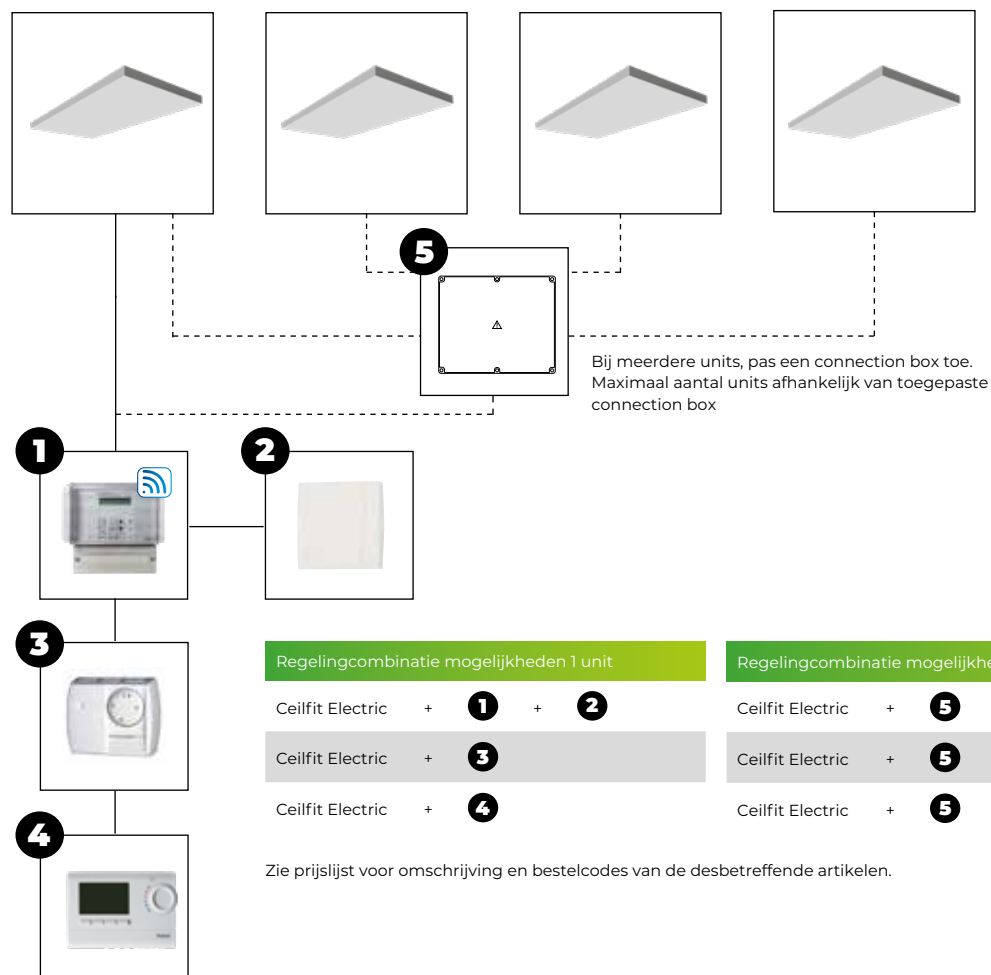 5
Bij meerdere units, pas een connection box toe.
Maximaal aantal units afhankelijk van toegepaste
connection box
1
2
3
Regelingcombinatie mogelijkheden 1 unit
Ceilfit Electric + 1 + 2
Ceilfit Electric + 3
Ceilfit Electric + 4
Regelingcombinatie
Ceilfit Electric + 5
Ceilfit Electric + 5
Ceilfit Electric + 5
4
Zie prijslijst voor omschrijving en bestelcodes van de desbetreffende artikelen.